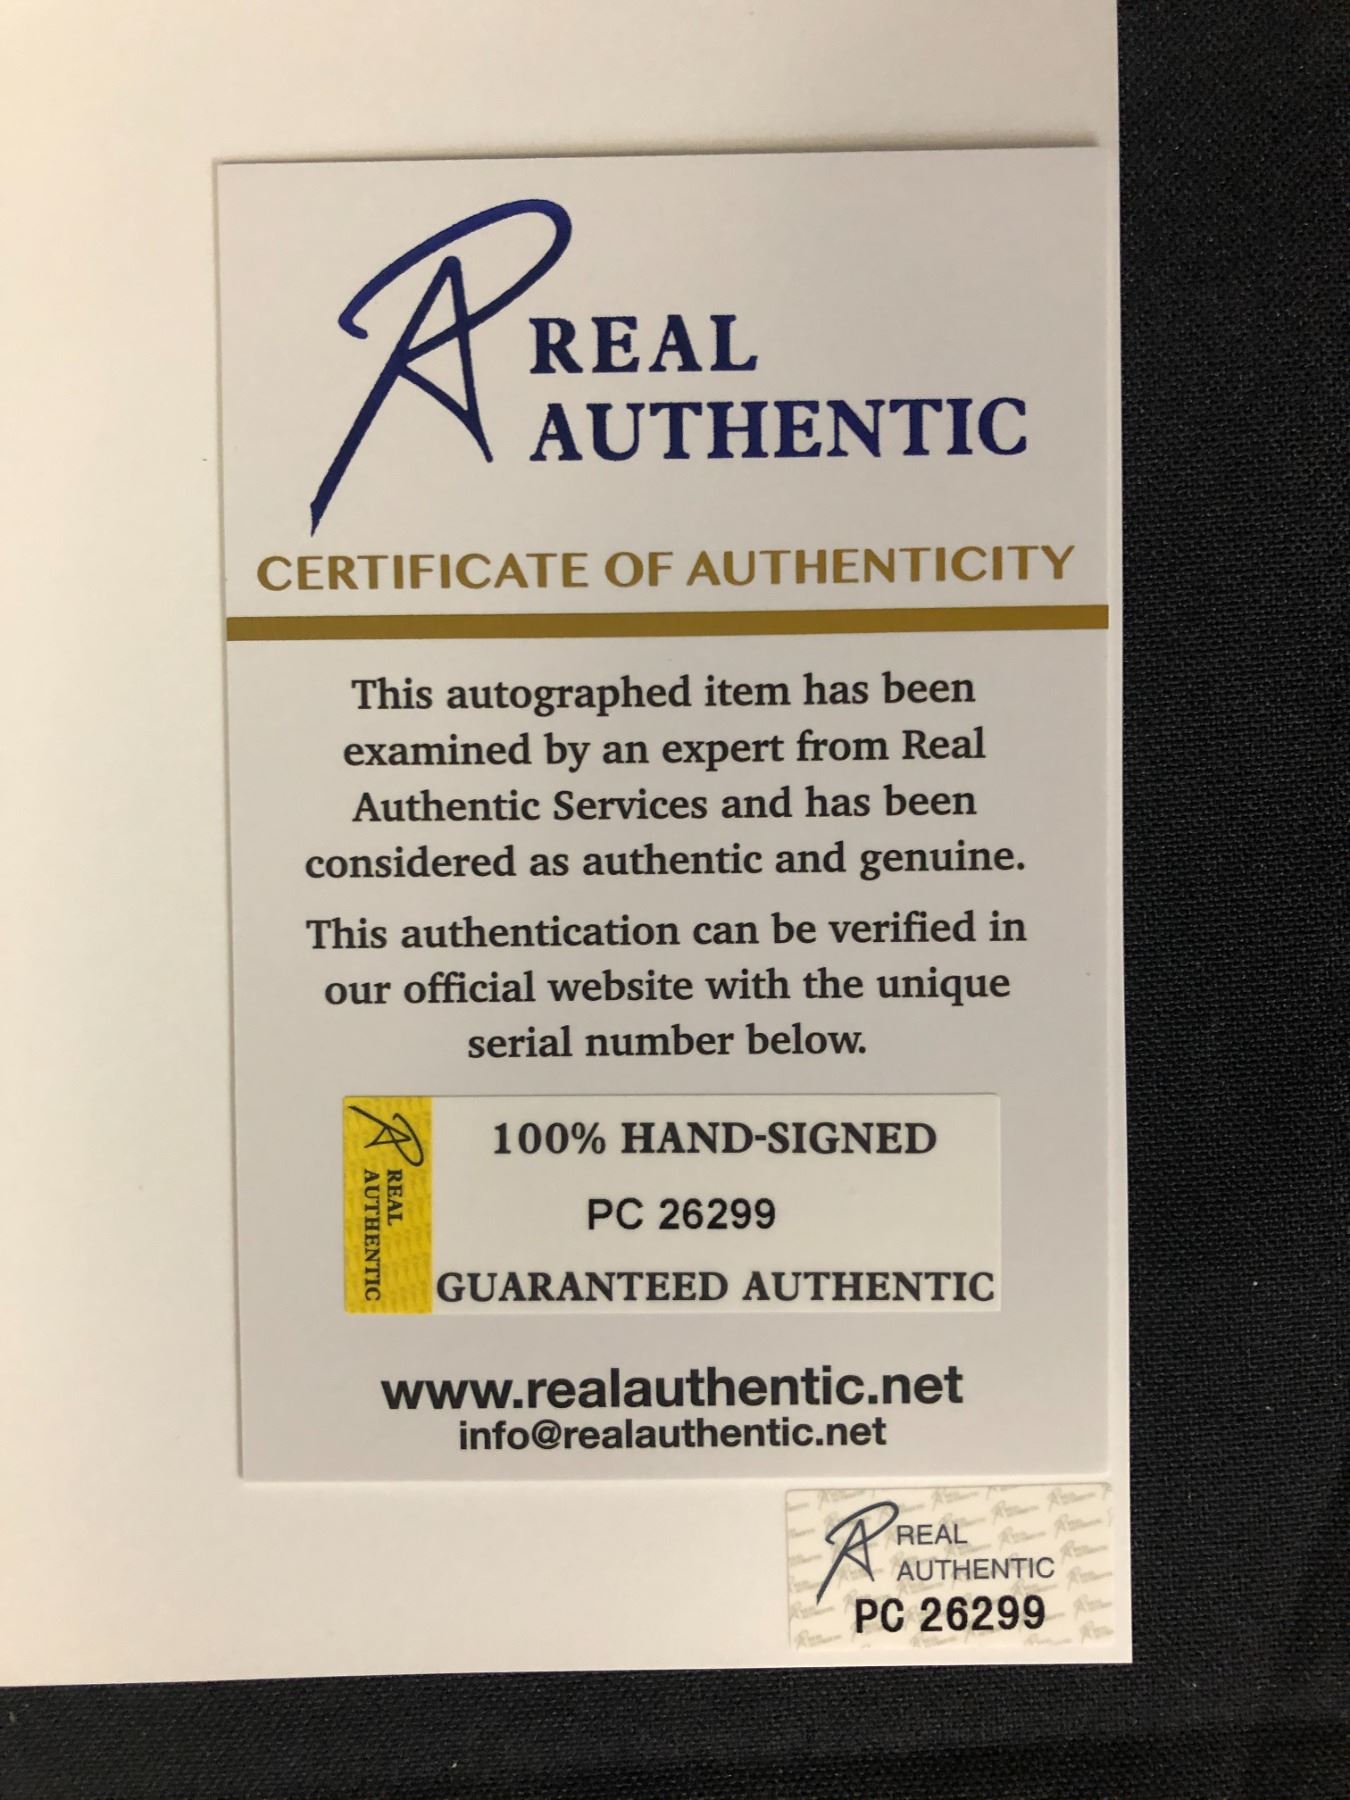 REAL
AUTHENTIC
CERTIFICATE OF AUTHENTICITY
This autographed item has been
examined by an expert from Real
Authentic Services and has been
considered as authentic and genuine.
This authentication can be verified in
our official website with the unique
serial number below.
REAL
AUTHENTIC
100% HAND-SIGNED
PC 26299
GUARANTEED AUTHENTIC
www.realauthentic.net
info@realauthentic.net
REAL
AUTHENTIC
PC 26299